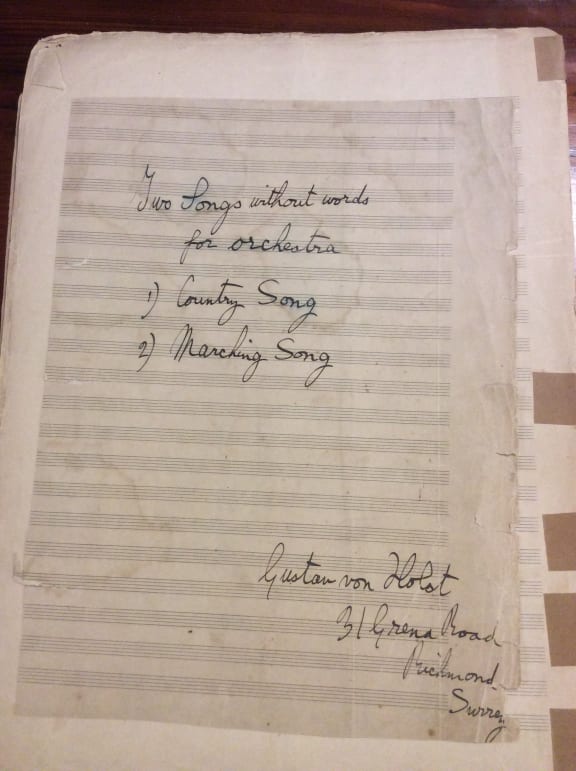 Two Songs without words
for orchestra
1) Country Song
2) Marching Song
Gustav von Holst
31 Grena Road
Richmond
Surrey